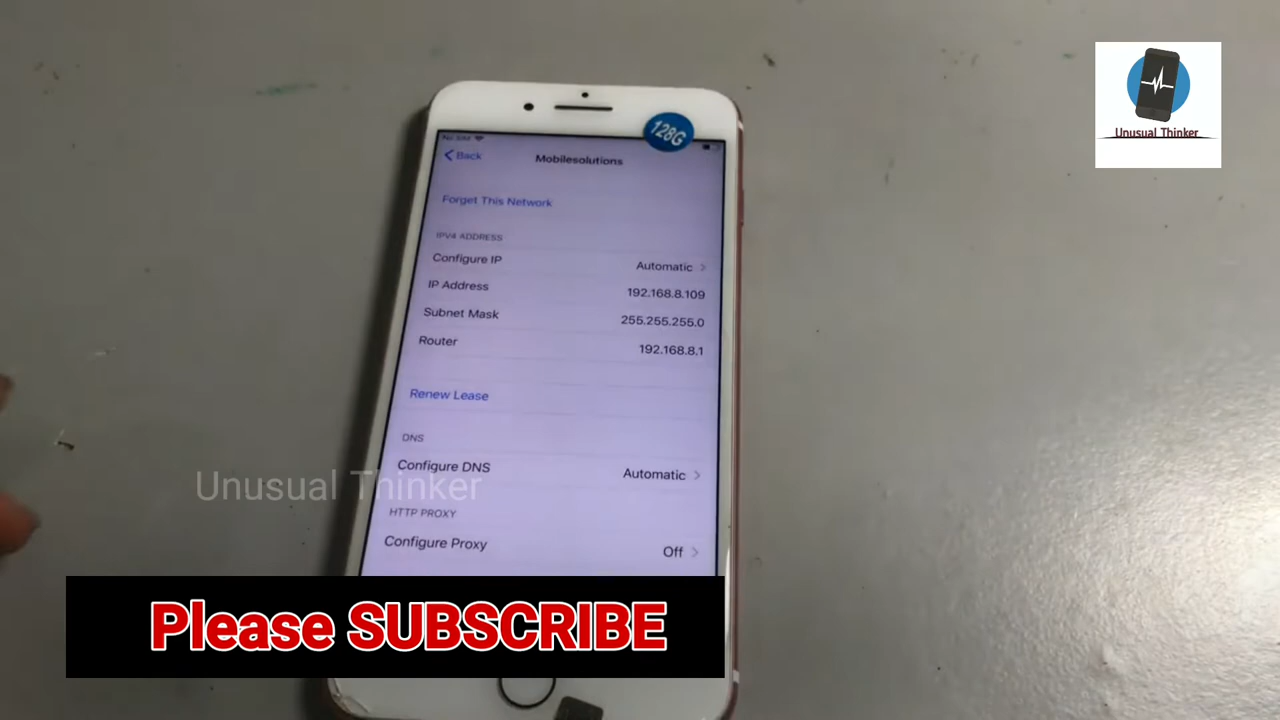 128G
Unusual Thinker
No SIM
Back
Mobilesolutions
Forget This Network
IPV4 ADDRESS
Configure IP Automatic
IP Address 192.168.8.109
Subnet Mask 255.255.255.0
Router 192.168.8.1
Renew Lease
DNS
Configure DNS Automatic
Unusual Thinker
HTTP PROXY
Configure Proxy Off
Please SUBSCRIBE